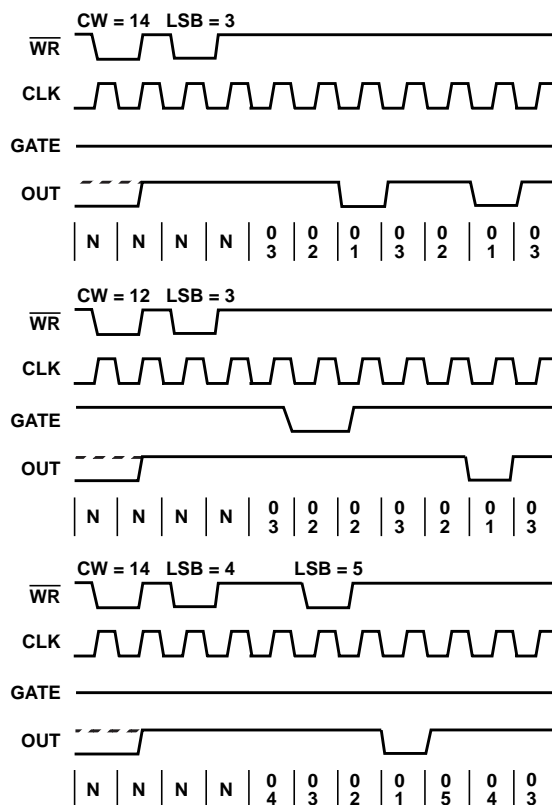 CW = 14 LSB = 3
WR
CLK
GATE
OUT
N N N N 0 0 0 0 0 0 0
3 2 1 3 2 1 3
CW = 12 LSB = 3
WR
CLK
GATE
OUT
N N N N 0 0 0 0 0 0 0
3 2 2 3 2 1 3
CW = 14 LSB = 4 LSB = 5
WR
CLK
GATE
OUT
N N N N 0 0 0 0 0 0 0
4 3 2 1 5 4 3